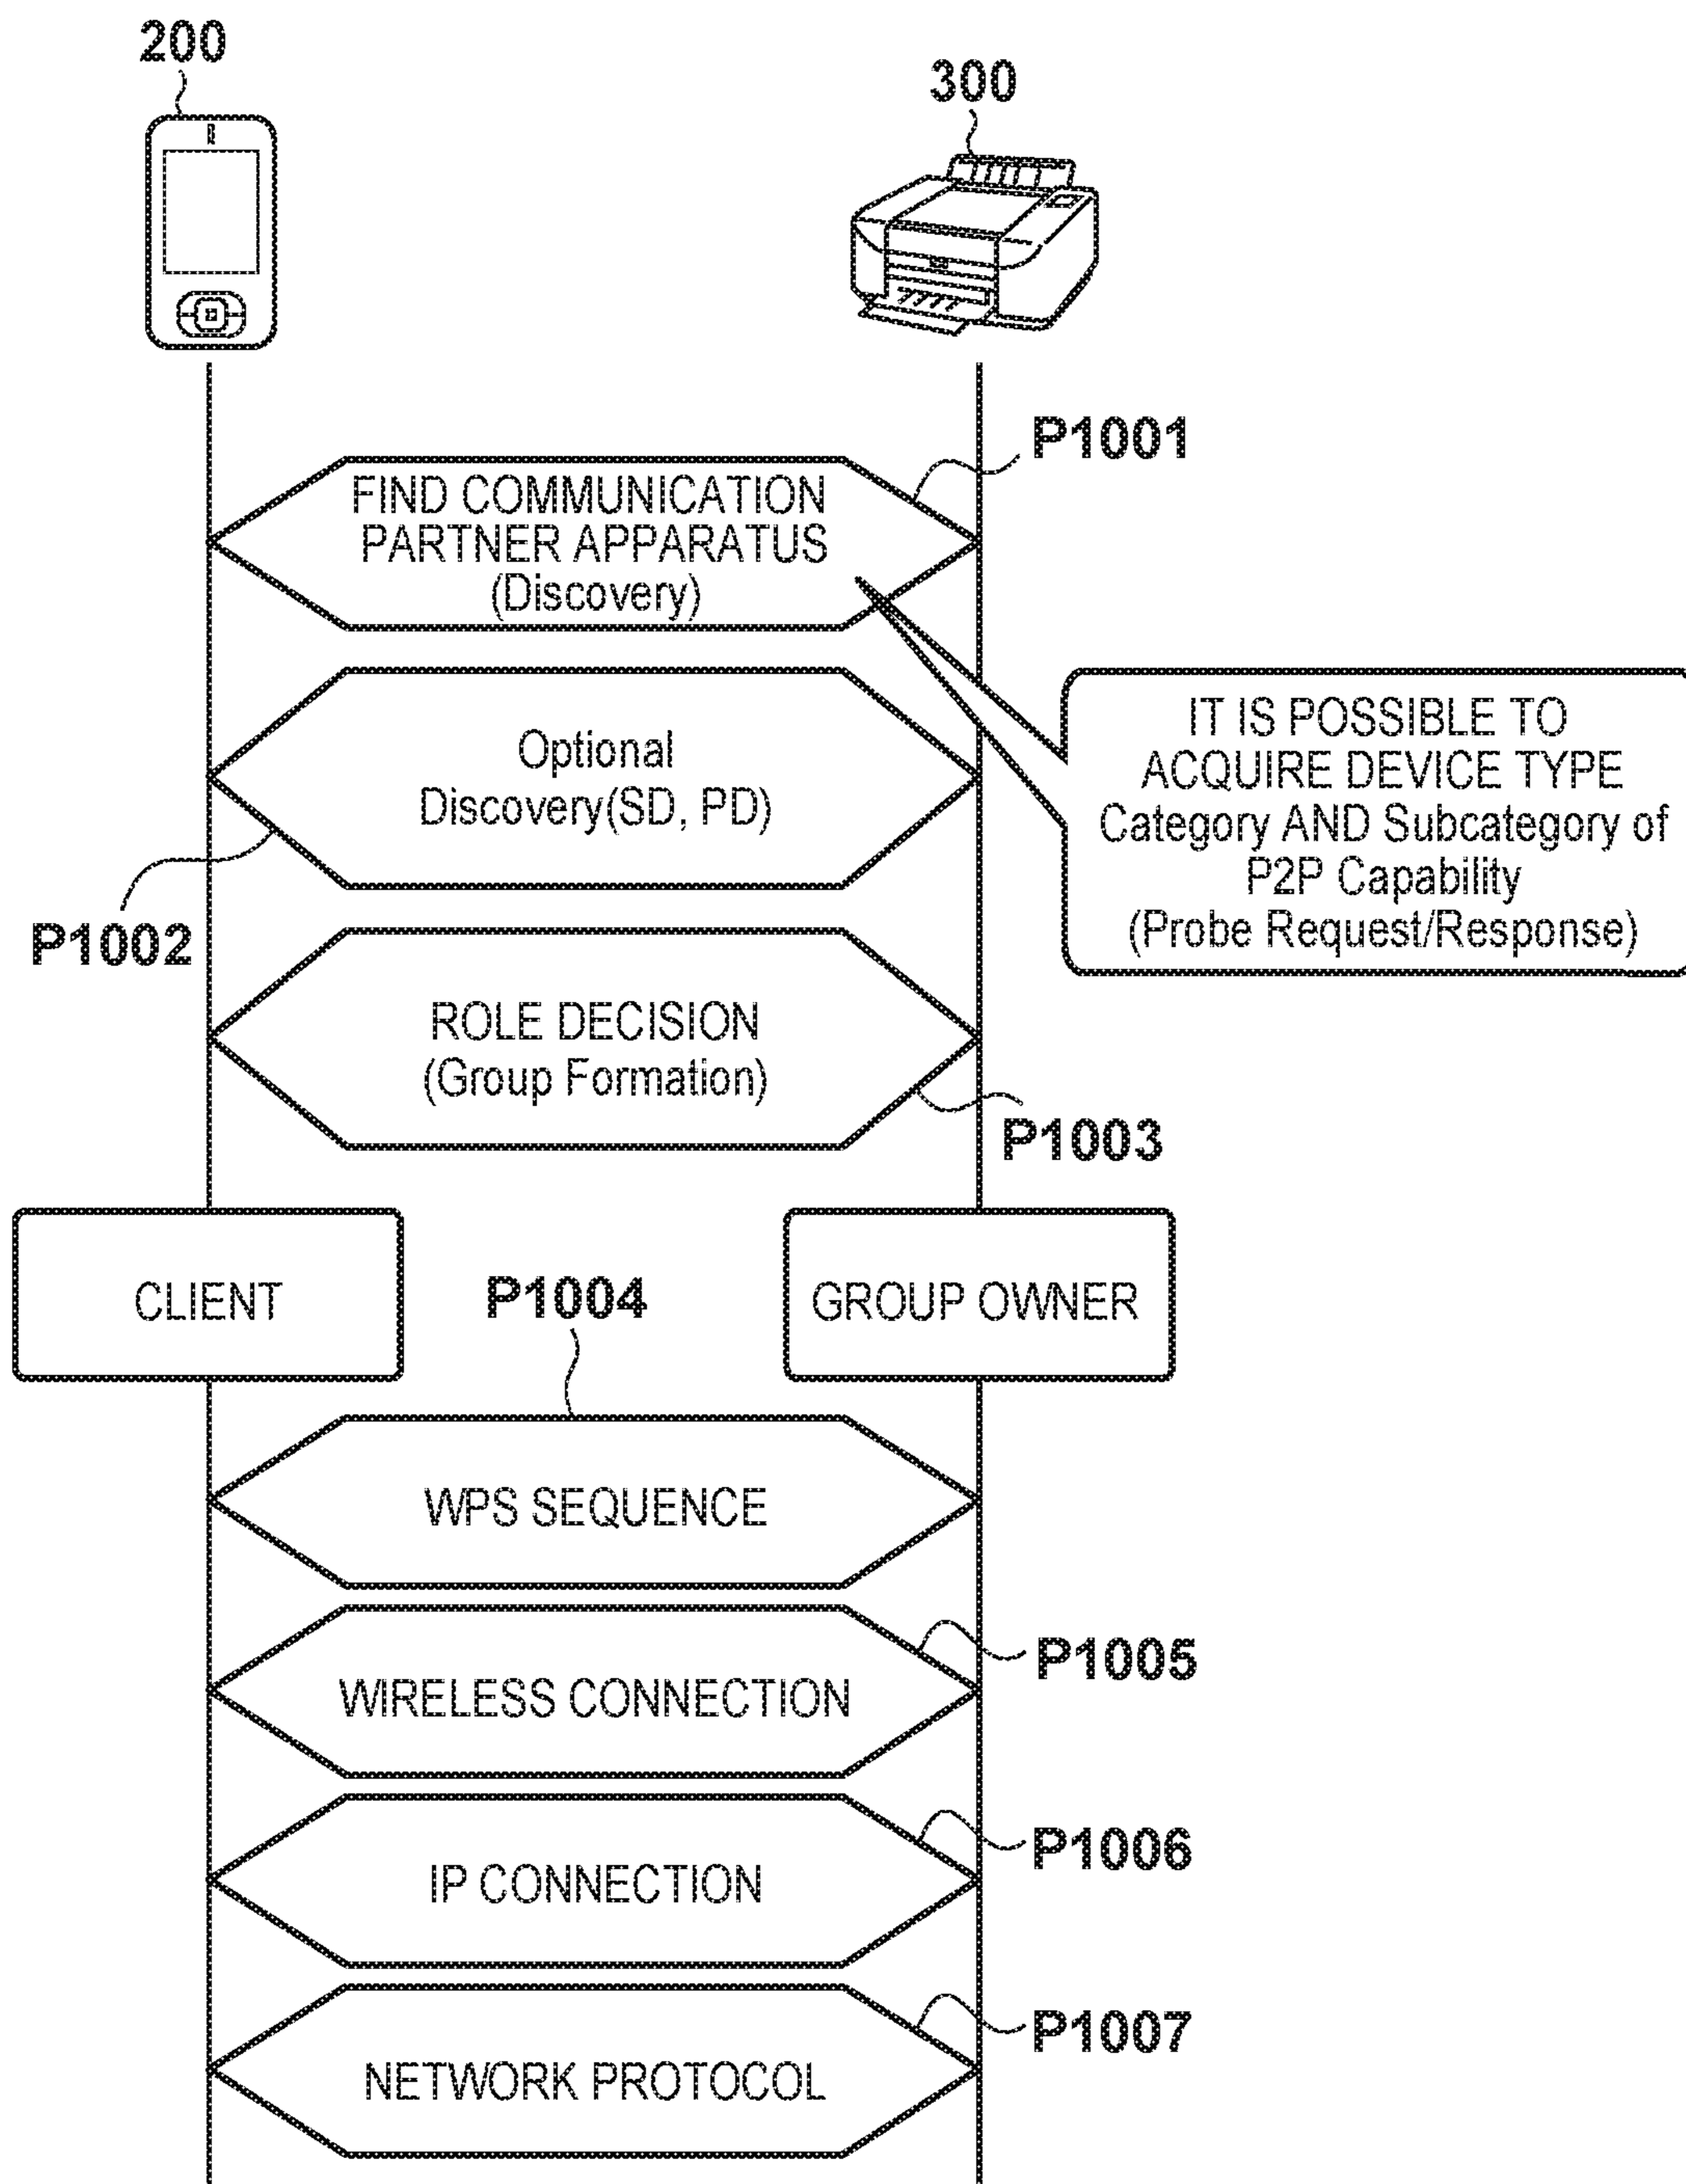 200
300
P1001
FIND COMMUNICATION
PARTNER APPARATUS
(Discovery)
IT IS POSSIBLE TO
ACQUIRE DEVICE TYPE
Category AND Subcategory of
P2P Capability
(Probe Request/Response)
Optional
Discovery(SD, PD)
P1002
ROLE DECISION
(Group Formation)
P1003
CLIENT
P1004
GROUP OWNER
WPS SEQUENCE
P1005
WIRELESS CONNECTION
P1006
IP CONNECTION
P1007
NETWORK PROTOCOL